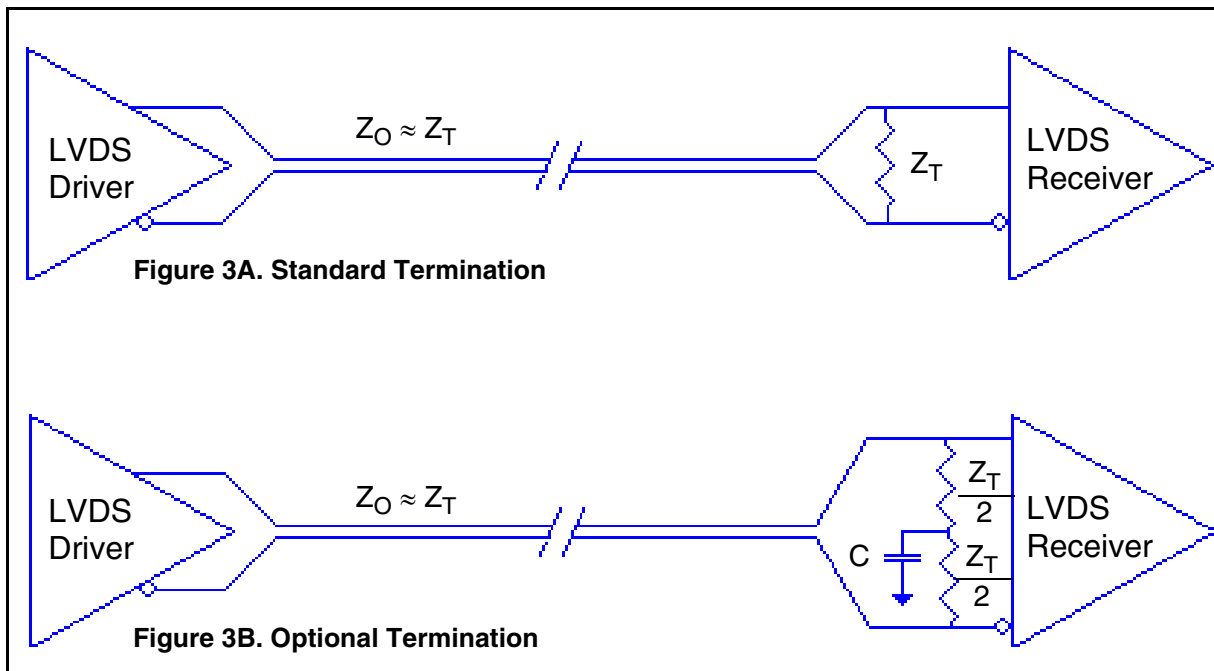 LVDS
Driver
Z_O ≈ Z_T
Z_T
LVDS
Receiver
Figure 3A. Standard Termination
LVDS
Driver
Z_O ≈ Z_T
C
Z_T
2
Z_T
2
LVDS
Receiver
Figure 3B. Optional Termination